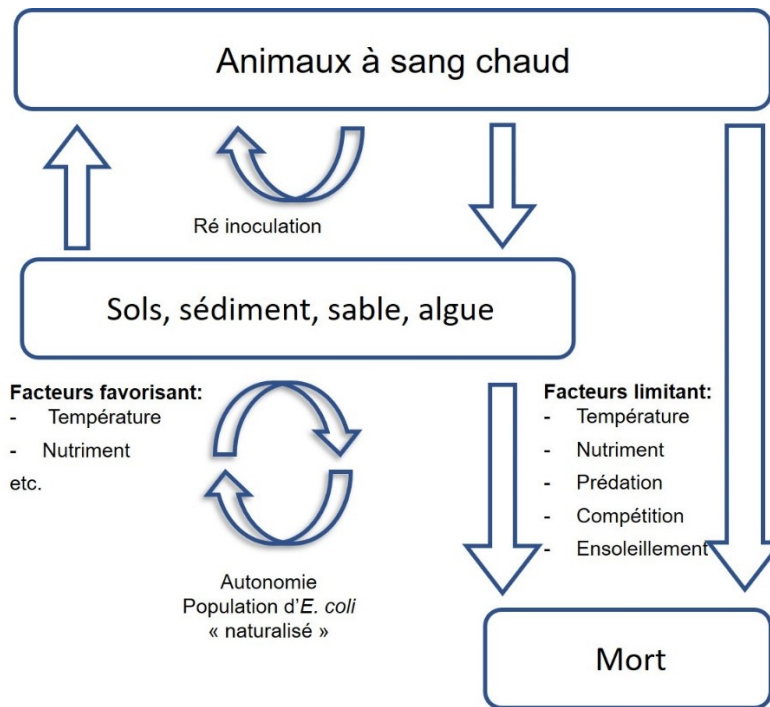 Animaux à sang chaud
Ré inoculation
Sols, sédiment, sable, algue
Facteurs favorisant:
- Température
- Nutriment
etc.
Facteurs limitant:
- Température
- Nutriment
- Prédation
- Compétition
- Ensoleillement
Autonomie
Population d'E. coli
« naturalisé »
Mort